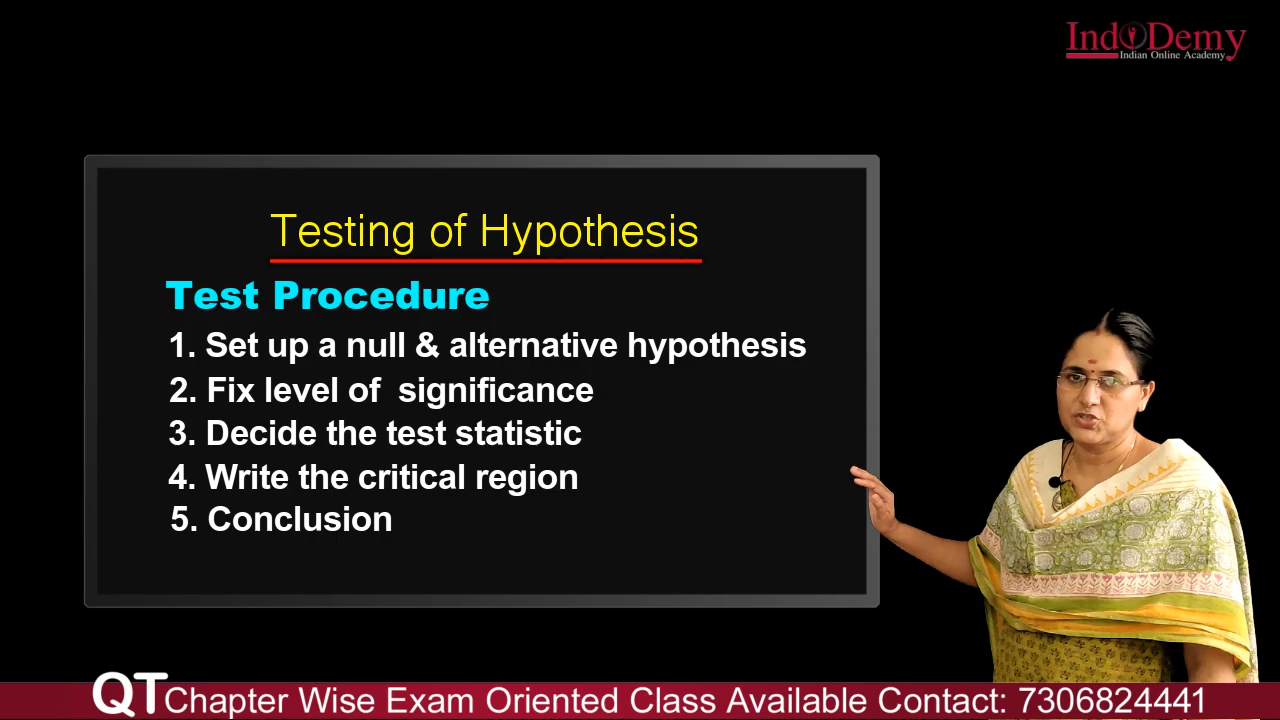 IndoDemy
Indian Online Academy
Testing of Hypothesis
Test Procedure
1. Set up a null & alternative hypothesis
2. Fix level of significance
3. Decide the test statistic
4. Write the critical region
5. Conclusion
QT Chapter Wise Exam Oriented Class Available Contact: 7306824441